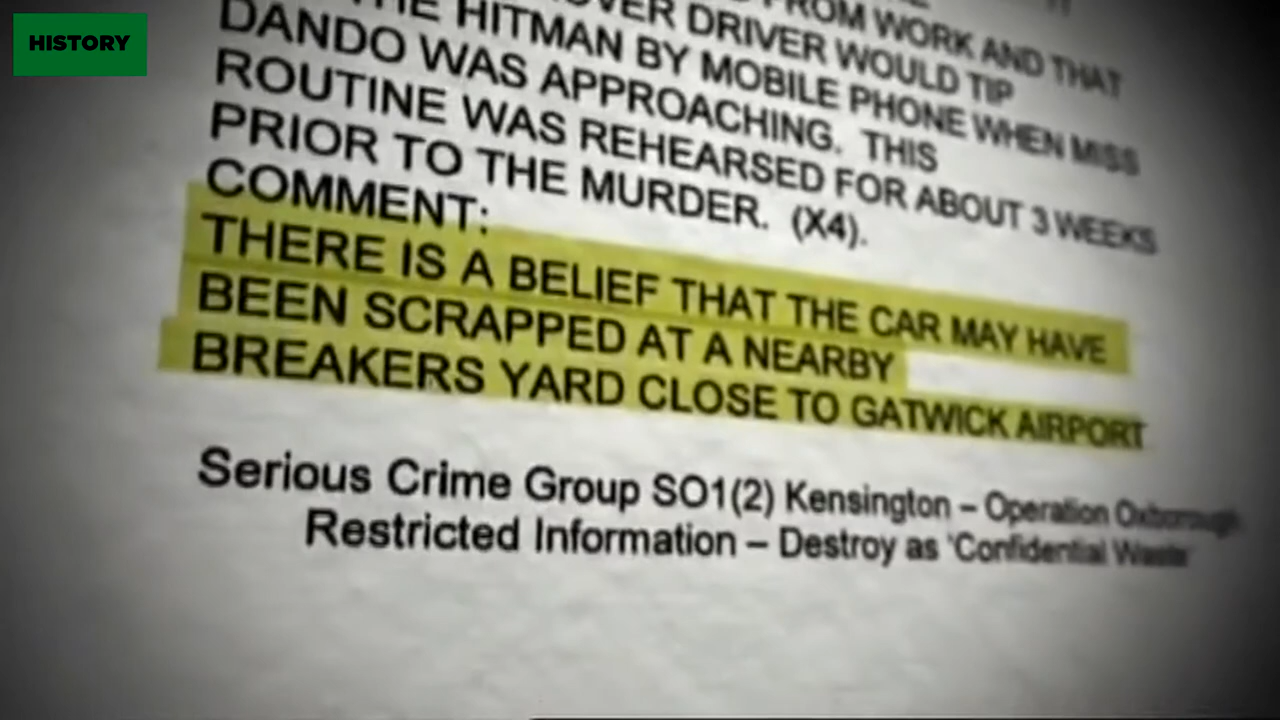 HISTORY
FROM WORK AND THAT
DRIVER WOULD TIP
THE HITMAN BY MOBILE PHONE WHEN MISS
DANDO WAS APPROACHING. THIS
ROUTINE WAS REHEARSED FOR ABOUT 3 WEEKS
PRIOR TO THE MURDER. (X4).
COMMENT:
THERE IS A BELIEF THAT THE CAR MAY HAVE
BEEN SCRAPPED AT A NEARBY
BREAKERS YARD CLOSE TO GATWICK AIRPORT
Serious Crime Group SO1(2) Kensington – Operation Oxborough
Restricted Information – Destroy as 'Confidential Waste'